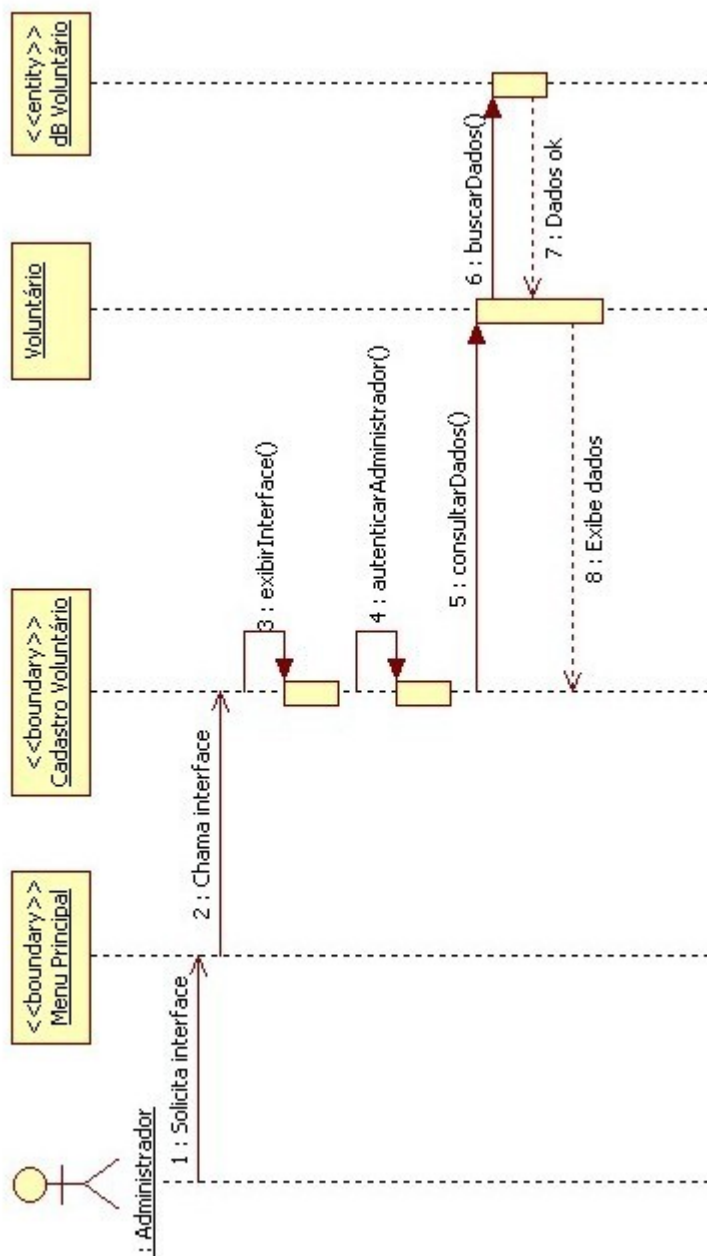 : Administrador
<<boundary>>
Menu Principal
<<boundary>>
Cadastro Voluntário
Voluntário
<<entity>>
dB Voluntário
1 : Solicita interface
2 : Chama interface
3 : exibirInterface()
4 : autenticarAdministrador()
5 : consultarDados()
6 : buscarDados()
7 : Dados ok
8 : Exibe dados